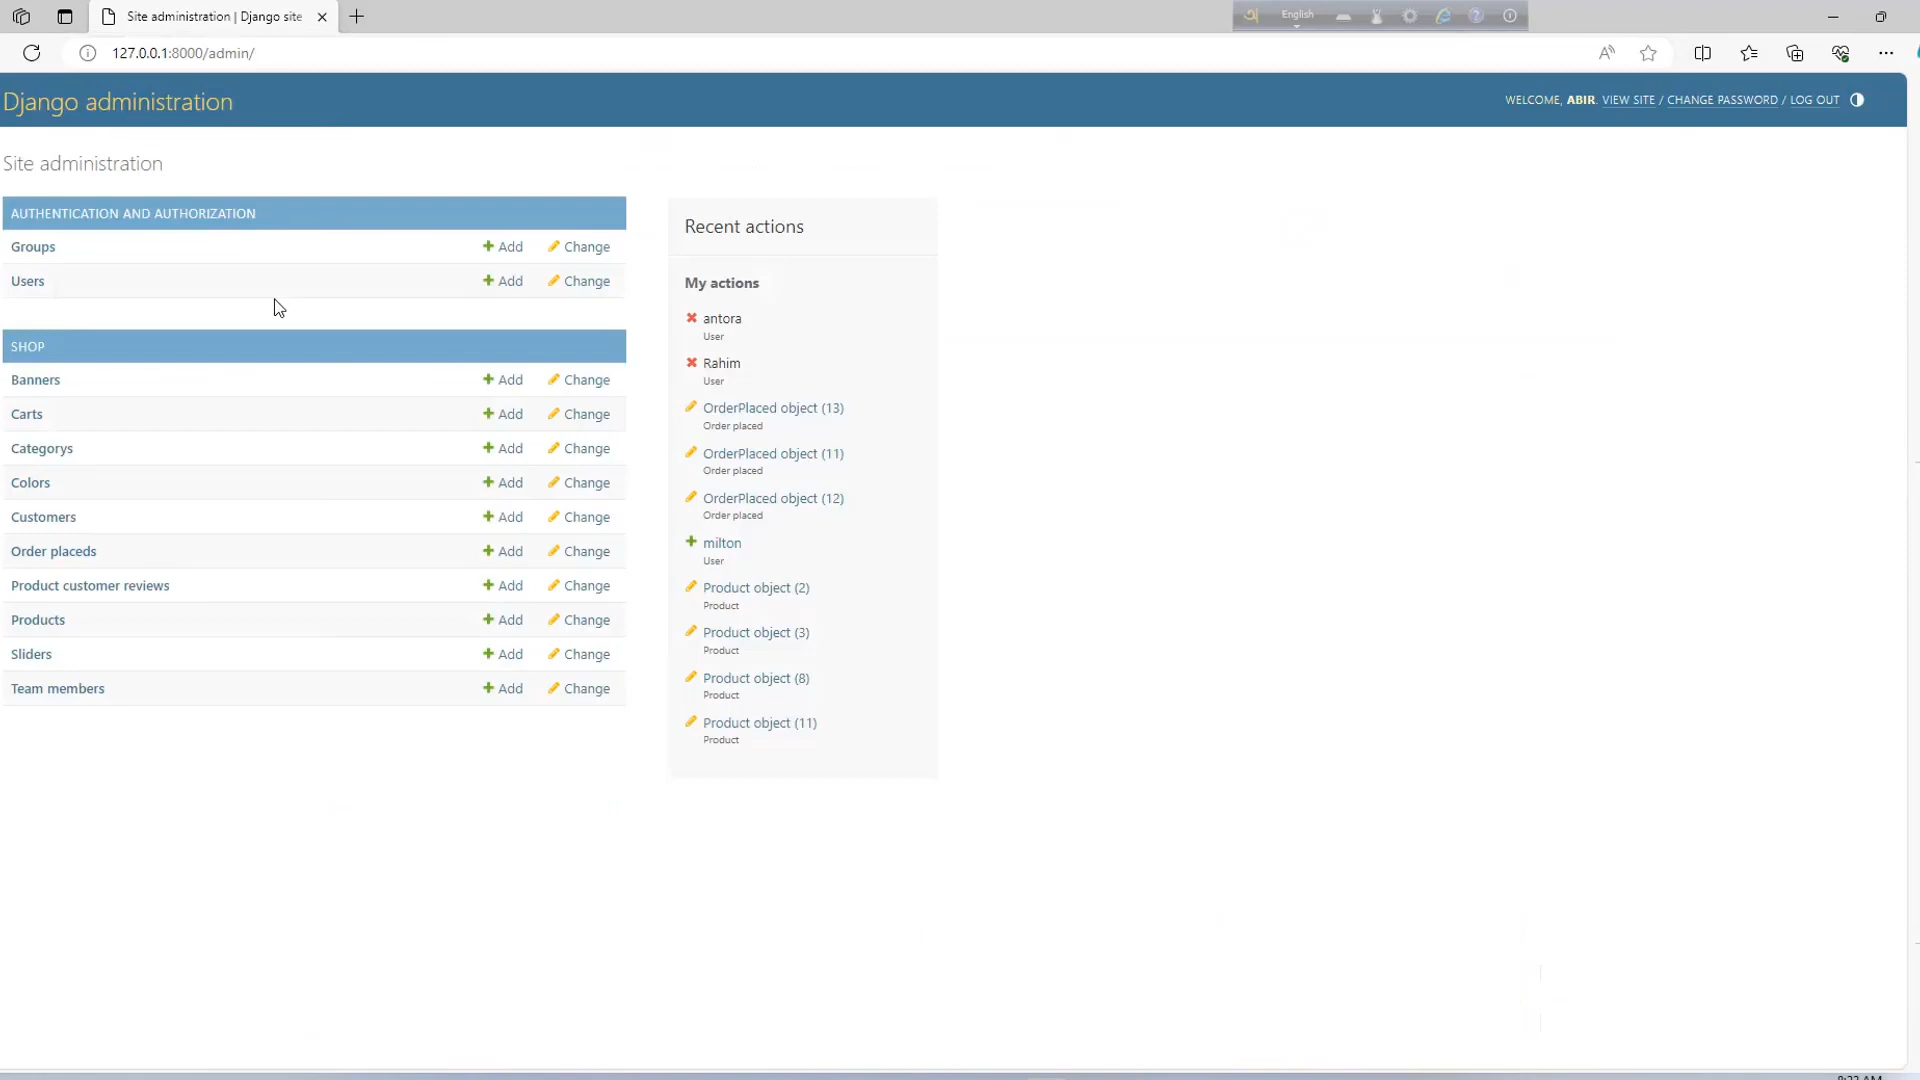 Site administration | Django site
English
127.0.0.1:8000/admin/
Django administration
WELCOME, ABIR. VIEW SITE / CHANGE PASSWORD / LOG OUT
Site administration
AUTHENTICATION AND AUTHORIZATION
Groups Add Change
Users Add Change
SHOP
Banners Add Change
Carts Add Change
Categorys Add Change
Colors Add Change
Customers Add Change
Order placeds Add Change
Product customer reviews Add Change
Products Add Change
Sliders Add Change
Team members Add Change
Recent actions
My actions
antora
User
Rahim
User
OrderPlaced object (13)
Order placed
OrderPlaced object (11)
Order placed
OrderPlaced object (12)
Order placed
milton
User
Product object (2)
Product
Product object (3)
Product
Product object (8)
Product
Product object (11)
Product